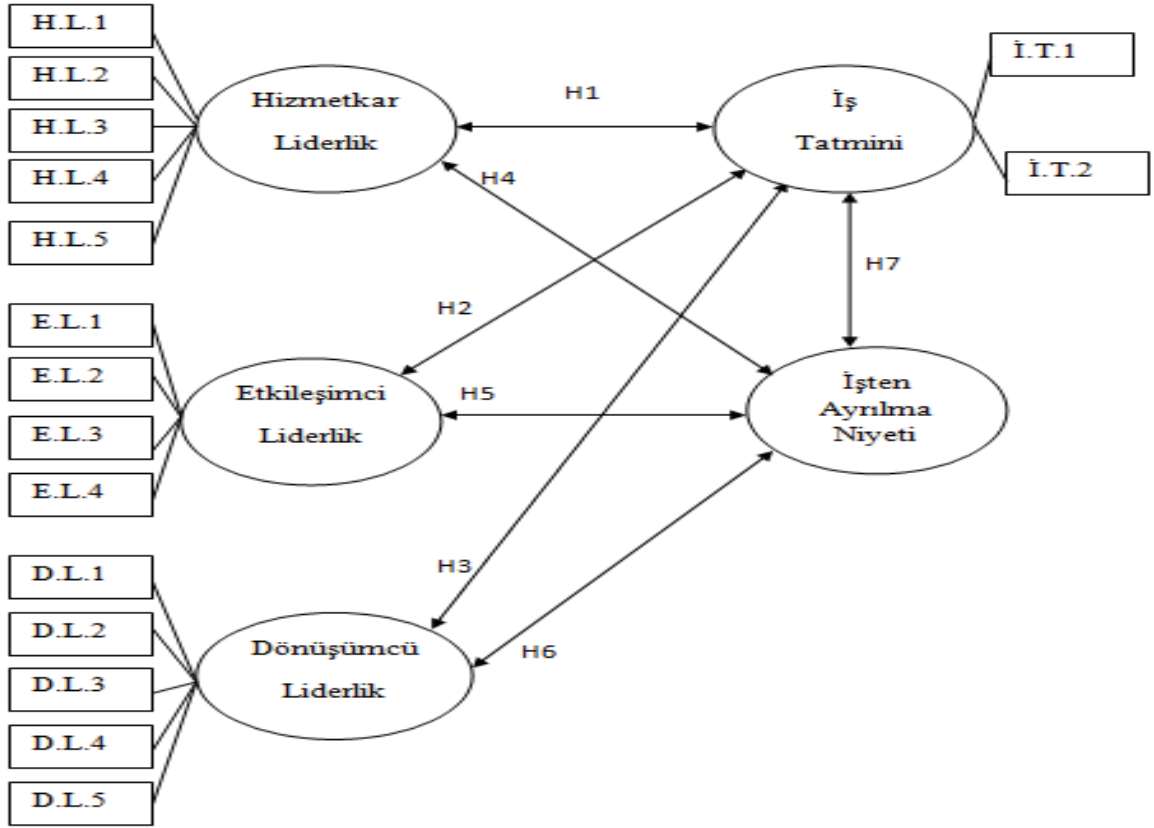 H.L.1
H.L.2
H.L.3
H.L.4
H.L.5
Hizmetkar
Liderlik
H1
İş
Tatmini
İ.T.1
İ.T.2
H4
H7
H2
E.L.1
E.L.2
E.L.3
E.L.4
Etkileşimci
Liderlik
H5
İşten
Ayrılma
Niyeti
H3
D.L.1
D.L.2
D.L.3
D.L.4
D.L.5
Dönüşümcü
Liderlik
H6